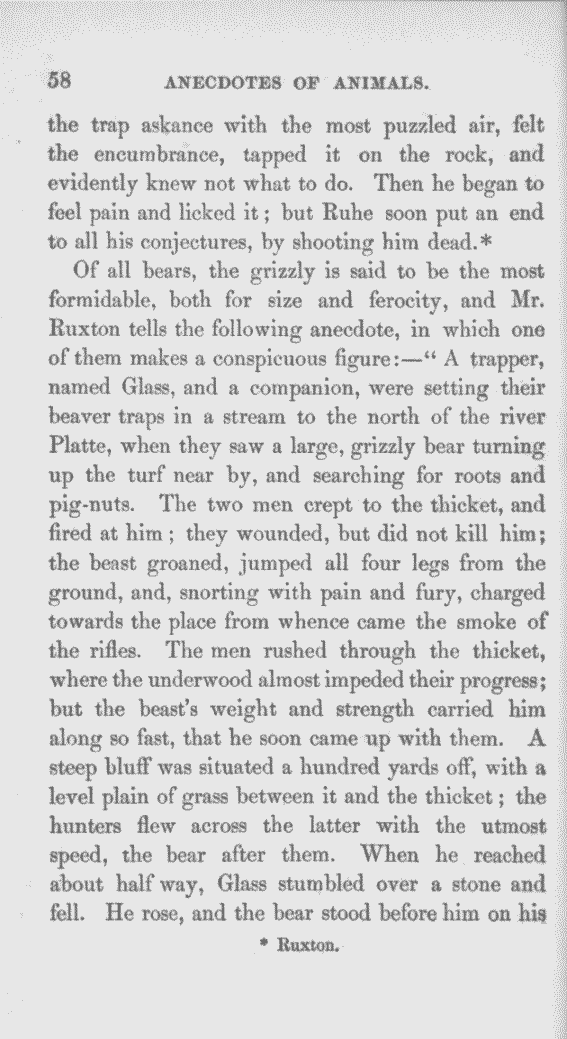 58 ANECDOTES OF ANIMALS.
the trap askance with the most puzzled air, felt
the encumbrance, tapped it on the rock, and
evidently knew not what to do. Then he began to
feel pain and licked it; but Ruhe soon put an end
to all his conjectures, by shooting him dead.*
Of all bears, the grizzly is said to be the most
formidable, both for size and ferocity, and Mr.
Ruxton tells the following anecdote, in which one
of them makes a conspicuous figure:—" A trapper,
named Glass, and a companion, were setting their
beaver traps in a stream to the north of the river
Platte, when they saw a large, grizzly bear turning
up the turf near by, and searching for roots and
pig-nuts. The two men crept to the thicket, and
fired at him; they wounded, but did not kill him;
the beast groaned, jumped all four legs from the
ground, and, snorting with pain and fury, charged
towards the place from whence came the smoke of
the rifles. The men rushed through the thicket,
where the underwood almost impeded their progress;
but the beast's weight and strength carried him
along so fast, that he soon came up with them. A
steep bluff was situated a hundred yards off, with a
level plain of grass between it and the thicket; the
hunters flew across the latter with the utmost
speed, the bear after them. When he reached
about half way, Glass stumbled over a stone and
fell. He rose, and the bear stood before him on his
* Ruxton.